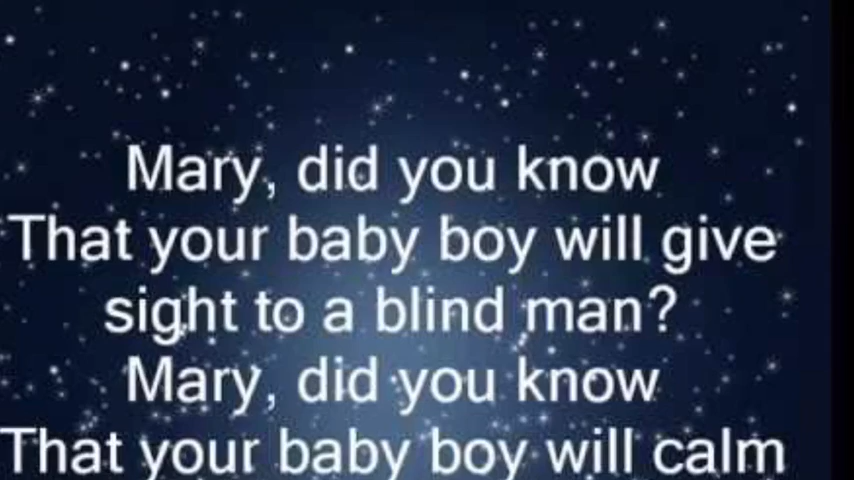 Mary, did you know
That your baby boy will give
sight to a blind man?
Mary, did you know
That your baby boy will calm